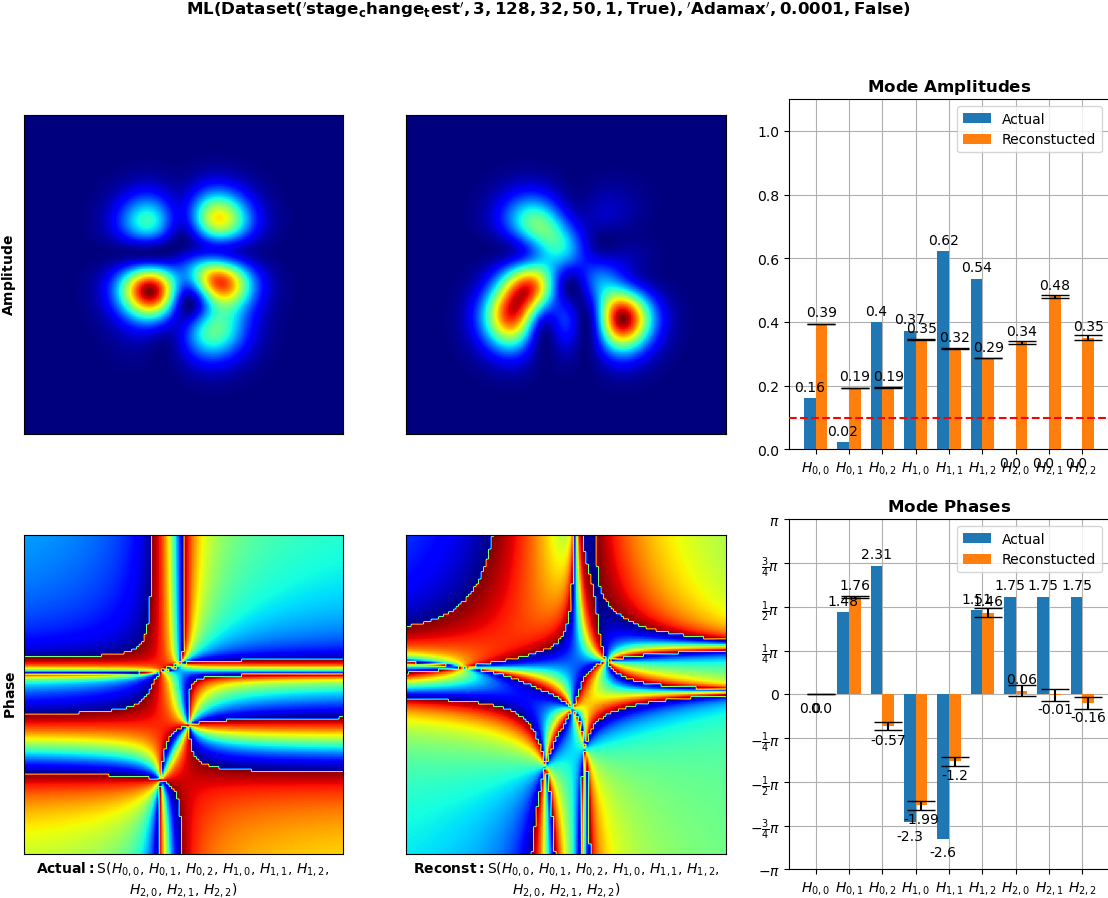 ML(Dataset('stage_change_test', 3, 128, 32, 50, 1, True), 'Adamax', 0.0001, False)
Amplitude
Mode Amplitudes
Actual
Reconstucted
1.0
0.8
0.6
0.4
0.2
0.0
0.16 0.39 0.02 0.19 0.4 0.19 0.37 0.35 0.62 0.32 0.54 0.29 0.0 0.34 0.0 0.48 0.0 0.35
H0,0 H0,1 H0,2 H1,0 H1,1 H1,2 H2,0 H2,1 H2,2
Phase
Actual: S(H0,0, H0,1, H0,2, H1,0, H1,1, H1,2,
H2,0, H2,1, H2,2)
Reconst: S(H0,0, H0,1, H0,2, H1,0, H1,1, H1,2,
H2,0, H2,1, H2,2)
Mode Phases
Actual
Reconstucted
π
3/4π
1/2π
1/4π
0
−1/4π
−1/2π
−3/4π
−π
0.0 0.0 1.48 1.76 2.31 -0.57 -2.3 -1.99 -2.6 -1.2 1.51 1.46 1.75 0.06 1.75 -0.01 1.75 -0.16
H0,0 H0,1 H0,2 H1,0 H1,1 H1,2 H2,0 H2,1 H2,2